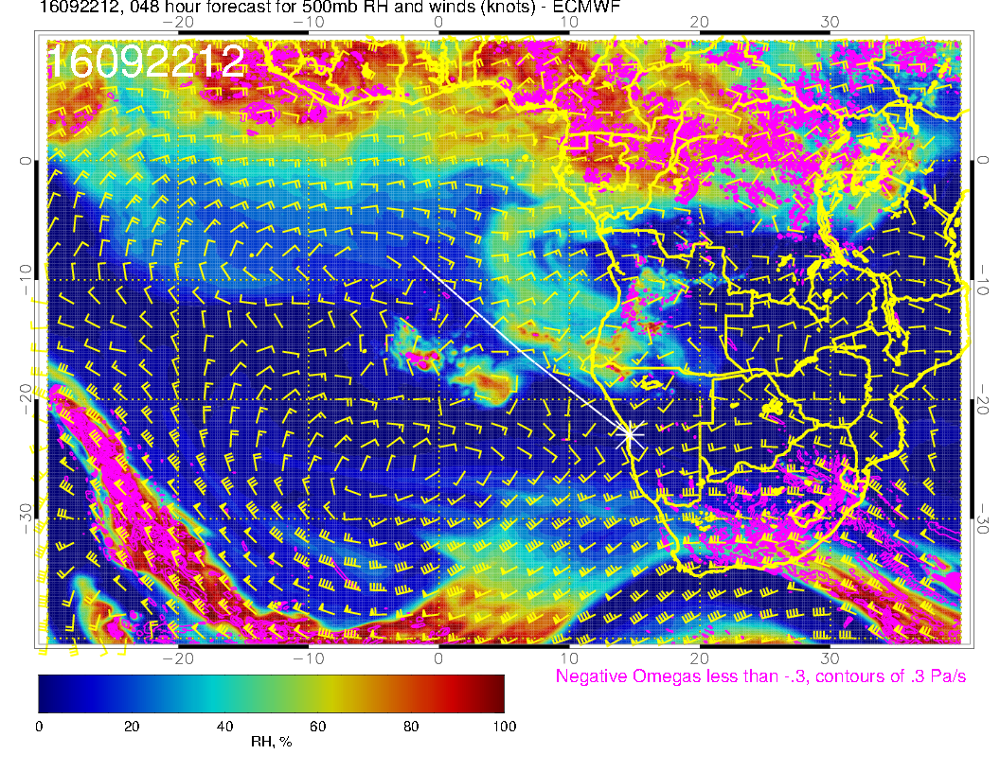 16092212, 048 hour forecast for 500mb RH and winds (knots) - ECMWF
−20 −10 0 10 20 30
16092212
0 0
−10 −10
−20 −20
−30 −30
−20 −10 0 10 20 30
Negative Omegas less than -.3, contours of .3 Pa/s
0 20 40 60 80 100
RH, %